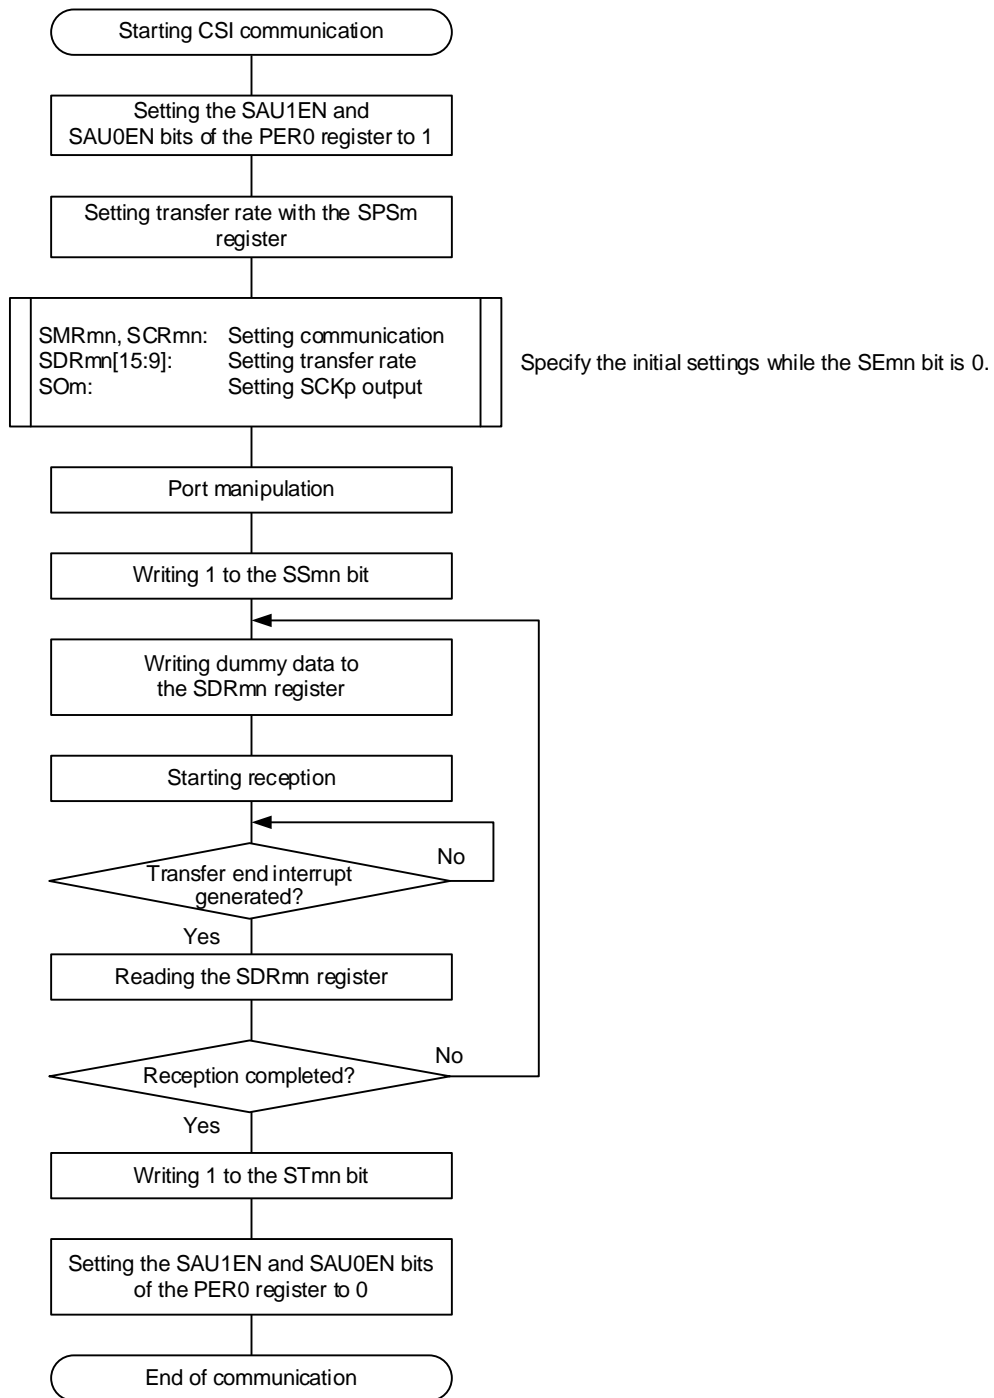 Starting CSI communication
Setting the SAU1EN and
SAU0EN bits of the PER0 register to 1
Setting transfer rate with the SPSm
register
SMRmn, SCRmn: Setting communication
SDRmn[15:9]: Setting transfer rate
SOm: Setting SCKp output
Specify the initial settings while the SEmn bit is 0.
Port manipulation
Writing 1 to the SSmn bit
Writing dummy data to
the SDRmn register
Starting reception
No
Transfer end interrupt
generated?
Yes
Reading the SDRmn register
No
Reception completed?
Yes
Writing 1 to the STmn bit
Setting the SAU1EN and SAU0EN bits
of the PER0 register to 0
End of communication